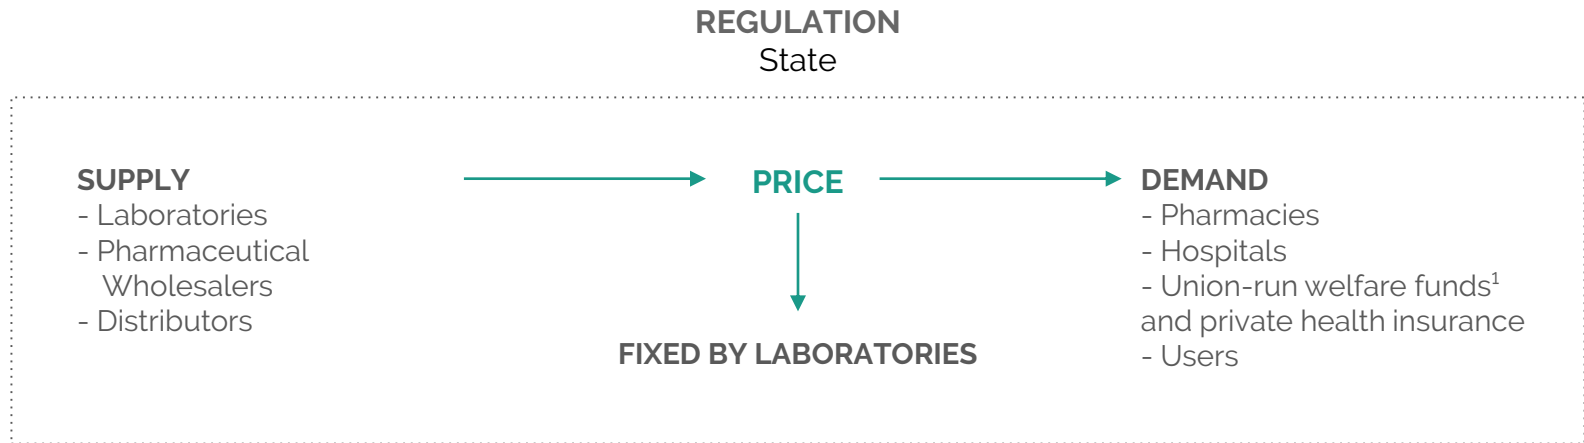 REGULATION
State
SUPPLY
- Laboratories
- Pharmaceutical
Wholesalers
- Distributors
PRICE
FIXED BY LABORATORIES
DEMAND
- Pharmacies
- Hospitals
- Union-run welfare funds¹
and private health insurance
- Users